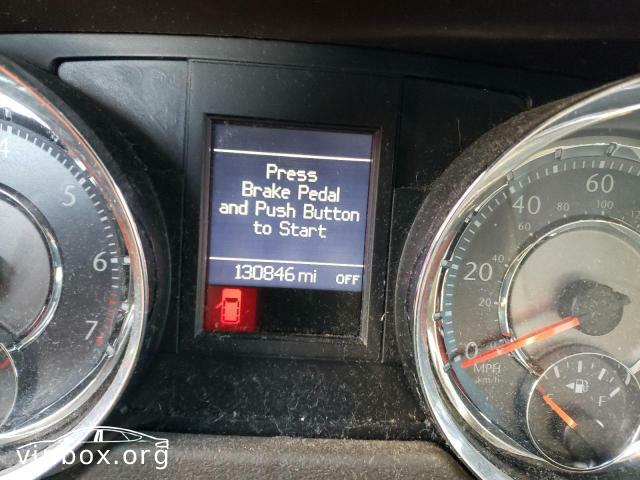 Press
Brake Pedal
and Push Button
to Start
130846 mi OFF
4
5
6
7
0
20
40
60
20
40
60
80
100
MPH
km/h
F
vinbox.org